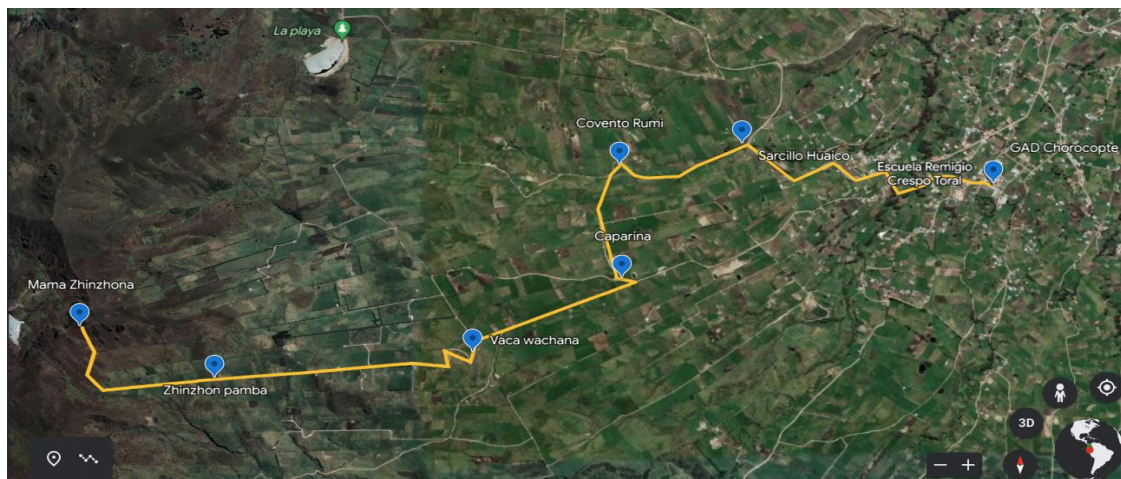 La playa
Covento Rumi
Sarcillo Huaico
GAD Chorocopte
Escuela Remigio
Crespo Toral
Caparina
Mama Zhinzhona
Vaca wachana
Zhinzhon pamba
3D